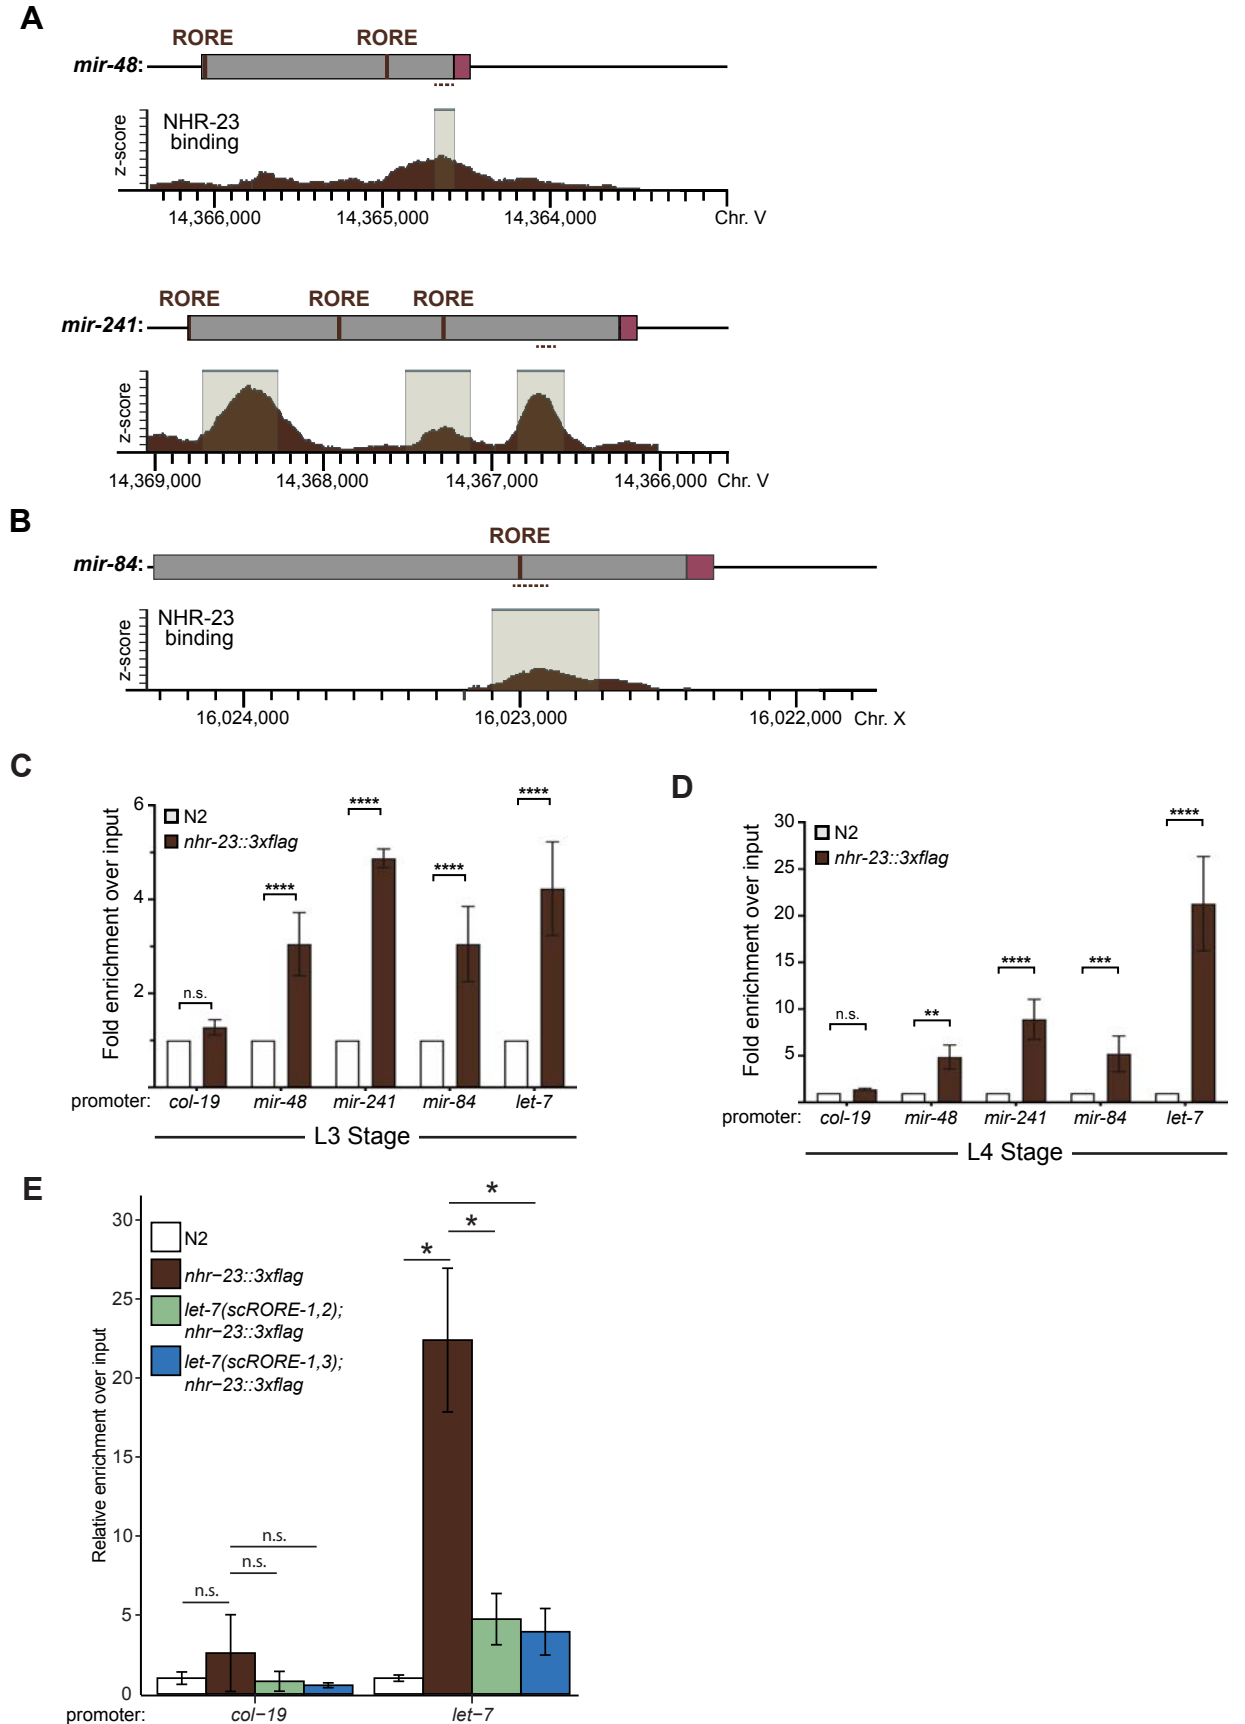 A
RORE RORE
mir-48:
NHR-23
binding
z-score
14,366,000 14,365,000 14,364,000 Chr. V
RORE RORE RORE
mir-241:
z-score
14,369,000 14,368,000 14,367,000 14,366,000 Chr. V
B
RORE
mir-84:
NHR-23
binding
z-score
16,024,000 16,023,000 16,022,000 Chr. X
C
Fold enrichment over input
6
4
2
N2
nhr-23::3xflag
n.s. **** **** **** ****
promoter: col-19 mir-48 mir-241 mir-84 let-7
L3 Stage
D
Fold enrichment over input
30
25
20
15
10
5
N2
nhr-23::3xflag
n.s. ** **** *** ****
promoter: col-19 mir-48 mir-241 mir-84 let-7
L4 Stage
E
Relative enrichment over input
30
25
20
15
10
5
0
N2
nhr-23::3xflag
let-7(scRORE-1,2);
nhr-23::3xflag
let-7(scRORE-1,3);
nhr-23::3xflag
*
*
*
n.s.
n.s.
n.s.
promoter: col-19 let-7